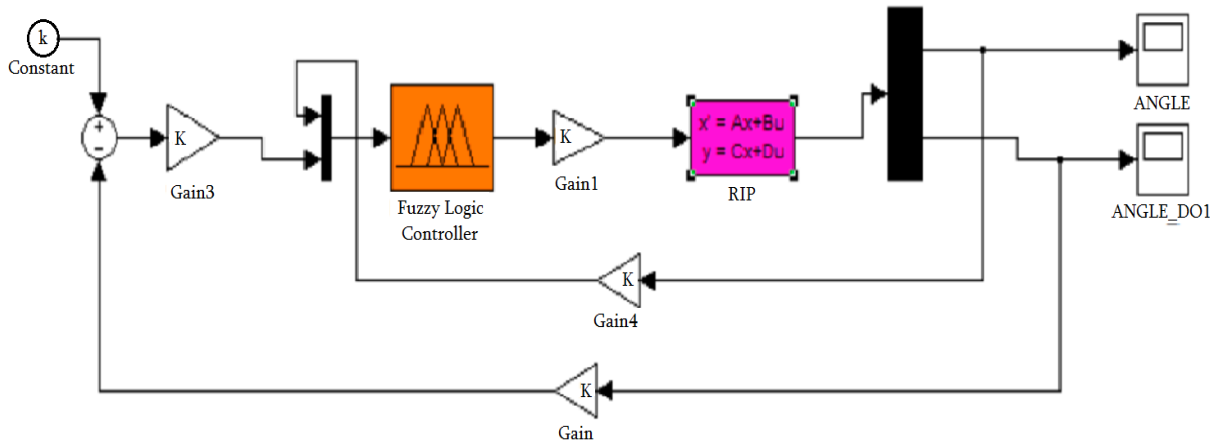 k
Constant
+
−
K
Gain3
Fuzzy Logic
Controller
K
Gain1
x' = Ax+Bu
y = Cx+Du
RIP
ANGLE
ANGLE_DO1
K
Gain4
K
Gain